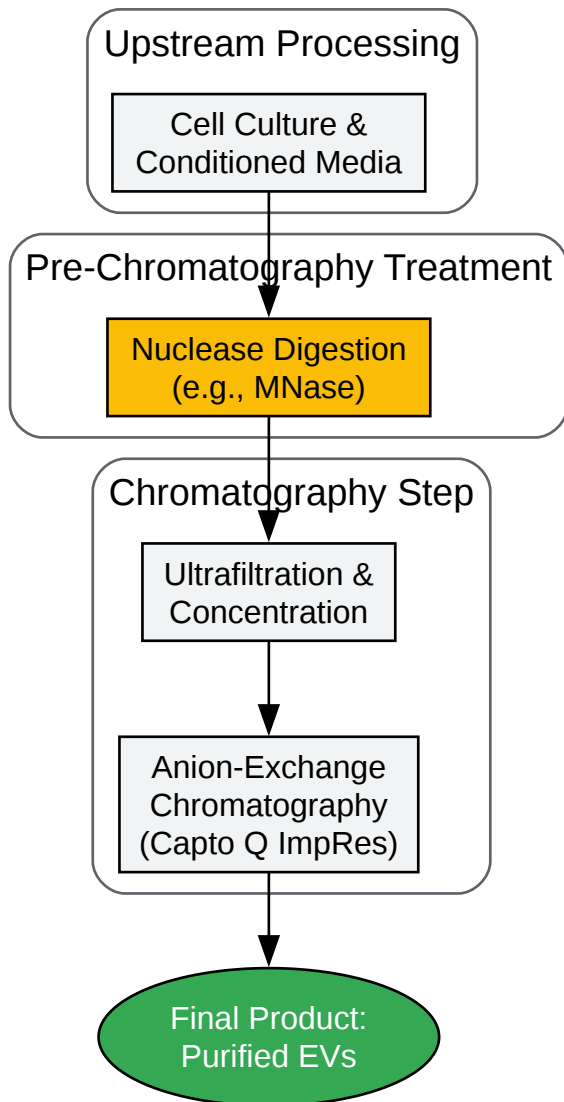 Upstream Processing
Cell Culture &
Conditioned Media
Pre-Chromatography Treatment
Nuclease Digestion
(e.g., MNase)
Chromatography Step
Ultrafiltration &
Concentration
Anion-Exchange
Chromatography
(Capto Q ImpRes)
Final Product:
Purified EVs